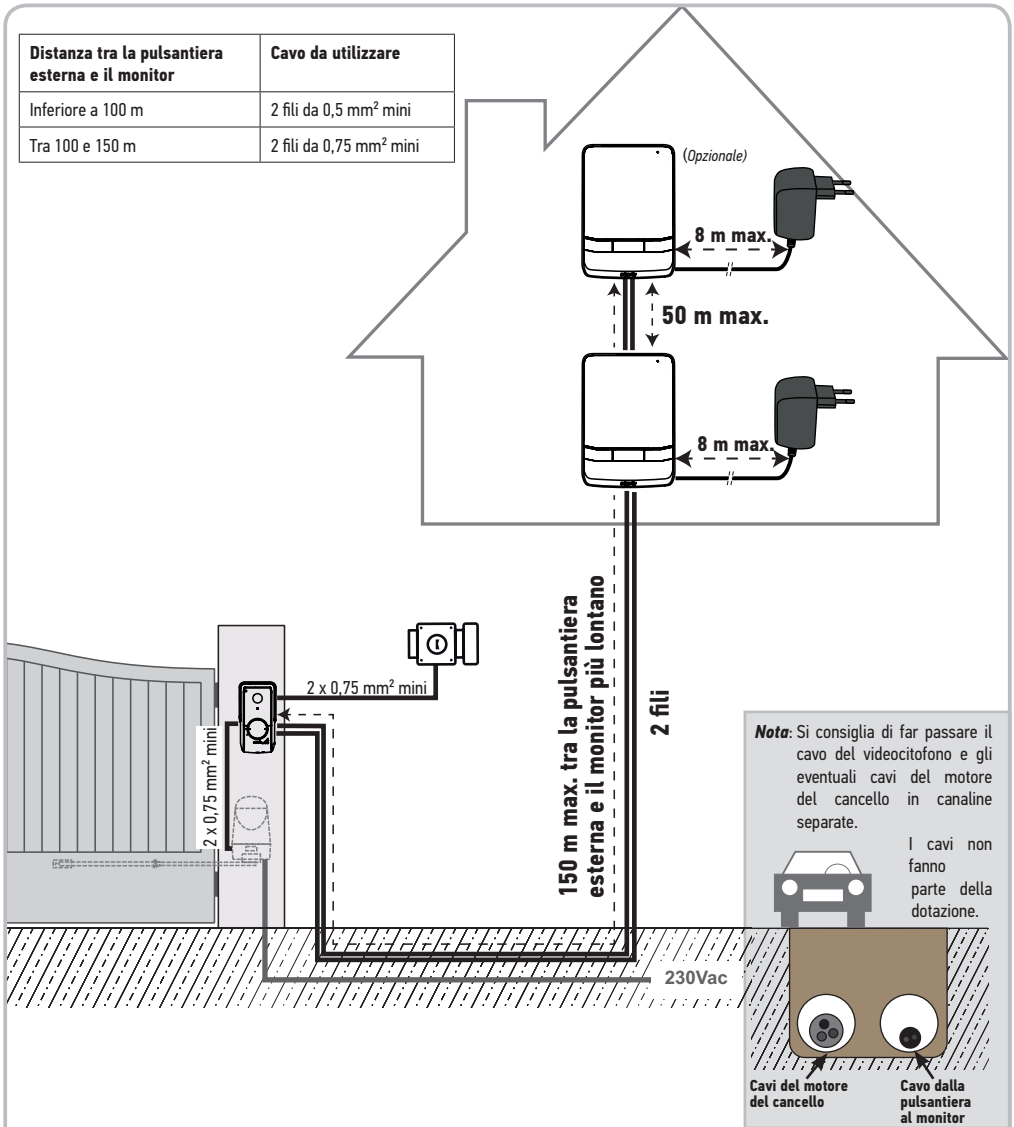 Distanza tra la pulsantiera
esterna e il monitor
Cavo da utilizzare
Inferiore a 100 m
2 fili da 0,5 mm² mini
Tra 100 e 150 m
2 fili da 0,75 mm² mini
(Opzionale)
8 m max.
50 m max.
8 m max.
150 m max. tra la pulsantiera
esterna e il monitor più lontano
2 fili
2 x 0,75 mm² mini
2 x 0,75 mm² mini
230Vac
Nota: Si consiglia di far passare il
cavo del videocitofono e gli
eventuali cavi del motore
del cancello in canaline
separate.
I cavi non
fanno
parte della
dotazione.
Cavi del motore
del cancello
Cavo dalla
pulsantiera
al monitor